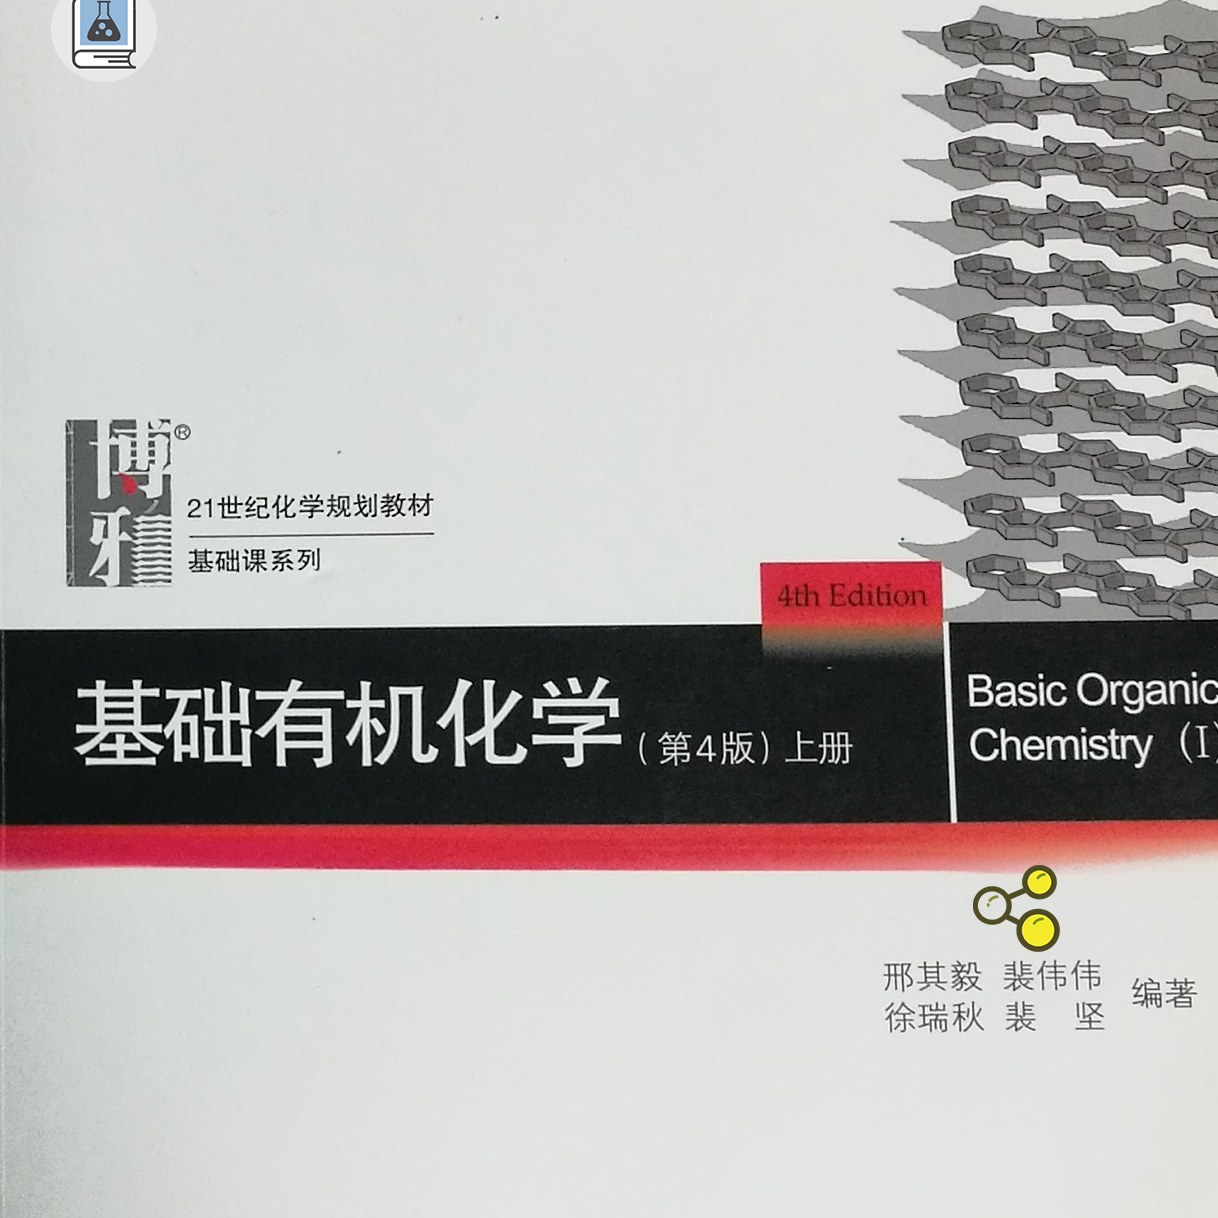 博雅®
21世纪化学规划教材
基础课系列
4th Edition
基础有机化学（第4版）上册
Basic Organic
Chemistry（I）
邢其毅 裴伟伟
徐瑞秋 裴 坚
编著